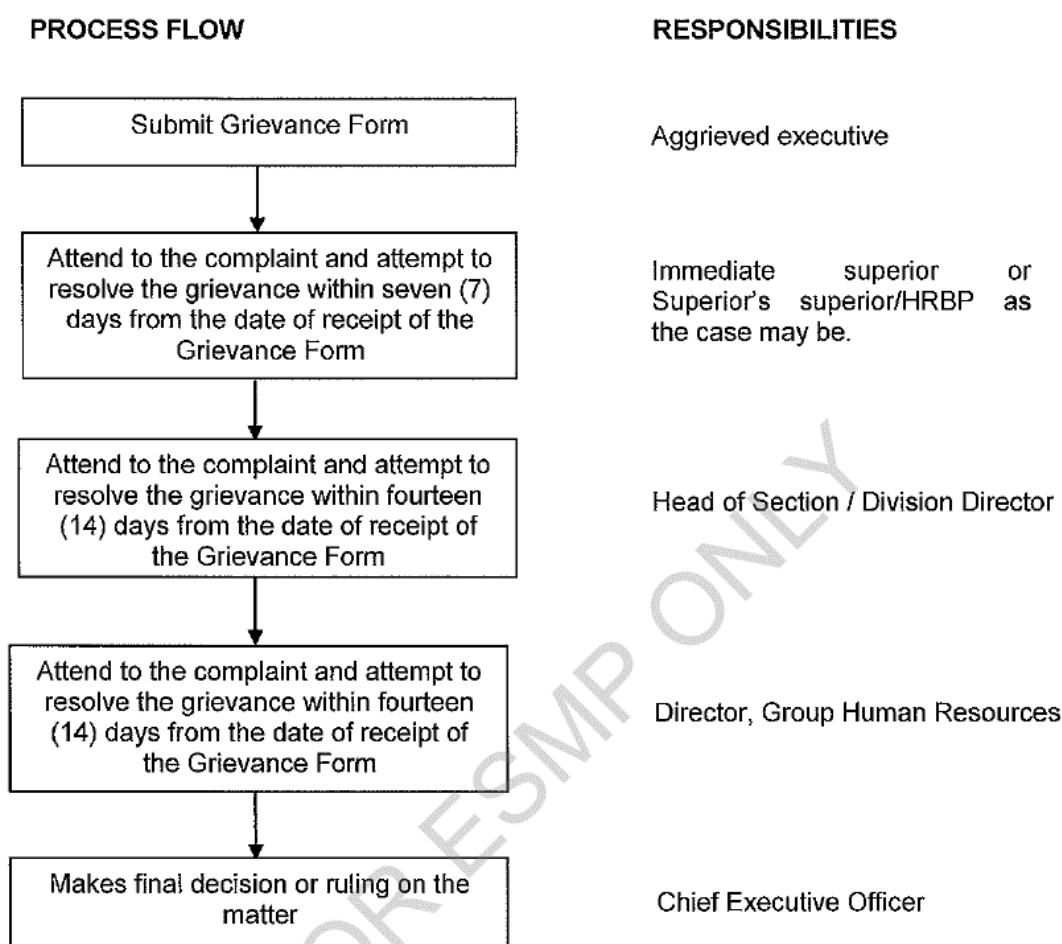 PROCESS FLOW
RESPONSIBILITIES
Submit Grievance Form
Aggrieved executive
Attend to the complaint and attempt to
resolve the grievance within seven (7)
days from the date of receipt of the
Grievance Form
Immediate superior or
Superior's superior/HRBP as
the case may be.
Attend to the complaint and attempt to
resolve the grievance within fourteen
(14) days from the date of receipt of
the Grievance Form
Head of Section / Division Director
Attend to the complaint and attempt to
resolve the grievance within fourteen
(14) days from the date of receipt of
the Grievance Form
Director, Group Human Resources
Makes final decision or ruling on the
matter
Chief Executive Officer
OR ESMP ONLY